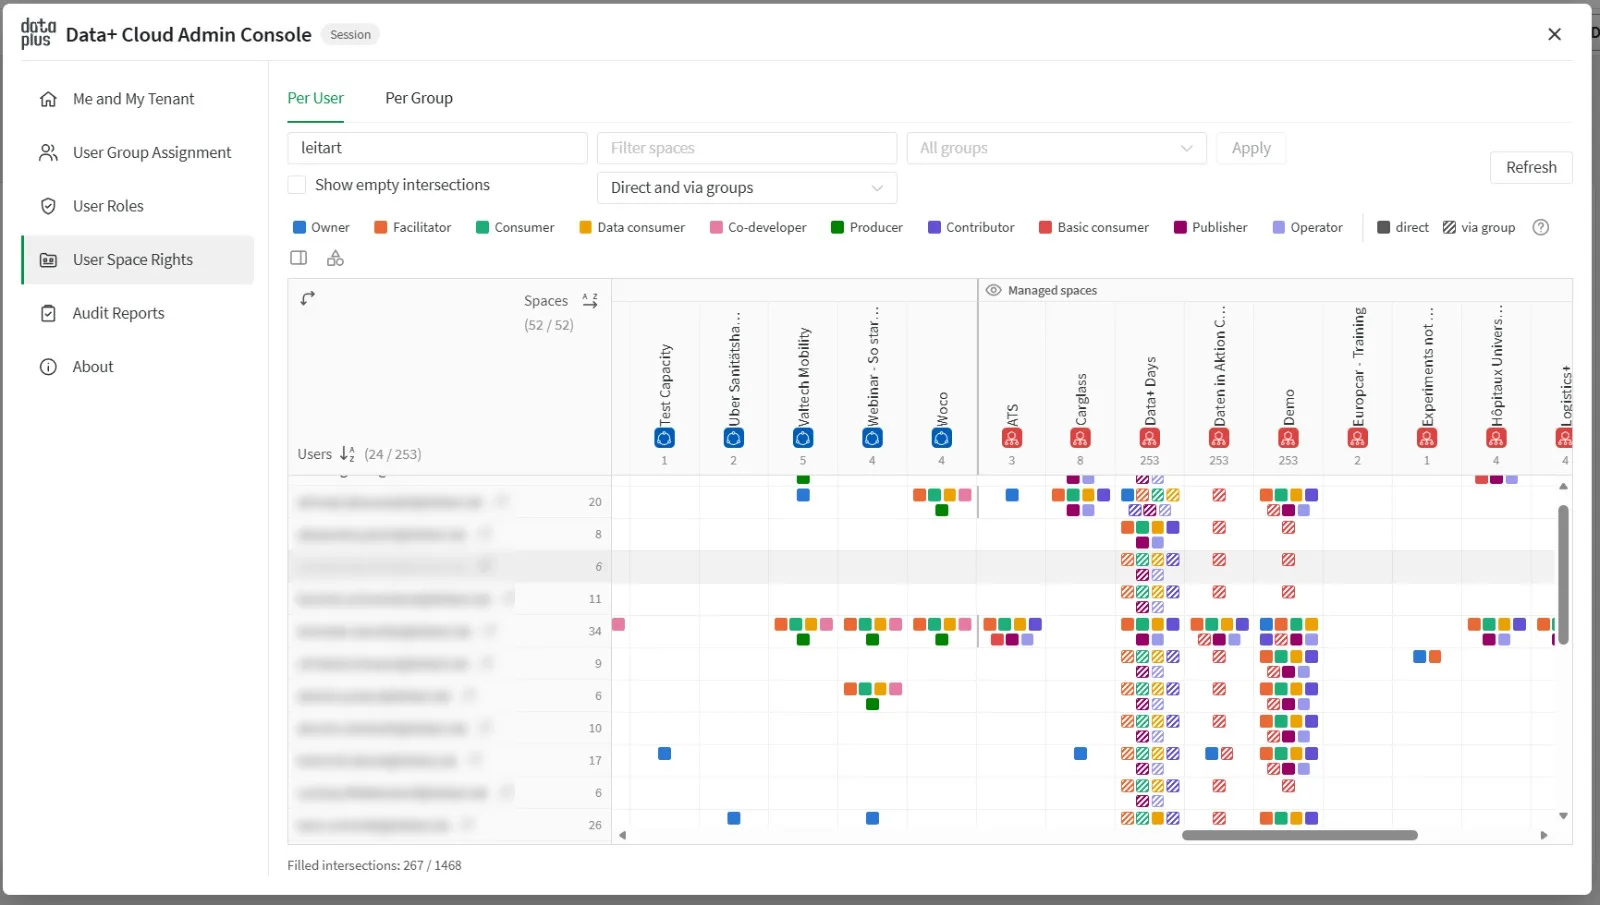 data
plus
Data+ Cloud Admin Console
Session
Me and My Tenant
User Group Assignment
User Roles
User Space Rights
Audit Reports
About
Per User
Per Group
leitart
Filter spaces
All groups
Apply
Refresh
Show empty intersections
Direct and via groups
Owner
Facilitator
Consumer
Data consumer
Co-developer
Producer
Contributor
Basic consumer
Publisher
Operator
direct
via group
Spaces
(52 / 52)
Users
(24 / 253)
Managed spaces
Test Capacity
Über Sanitätsha...
Valtech Mobility
Webinar - So star...
Woco
ATS
Carglass
Data+ Days
Daten in Aktion C...
Demo
Europcar - Training
Experiments not ...
Hôpitaux Univers...
Logistics+
1
2
5
4
4
3
8
253
253
253
2
1
4
4
20
8
6
11
34
9
6
10
17
6
26
Filled intersections: 267 / 1468